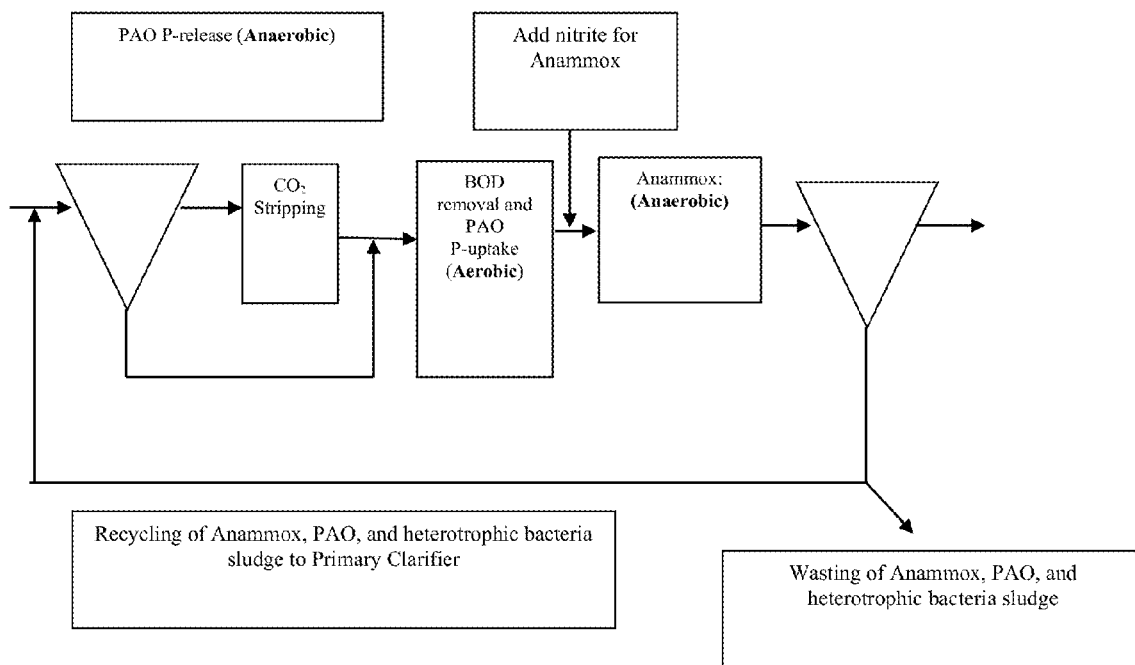 PAO P-release (Anaerobic)
Add nitrite for
Anammox
CO₂
Stripping
BOD
removal and
PAO
P-uptake
(Aerobic)
Anammox:
(Anaerobic)
Recycling of Anammox, PAO, and heterotrophic bacteria
sludge to Primary Clarifier
Wasting of Anammox, PAO, and
heterotrophic bacteria sludge